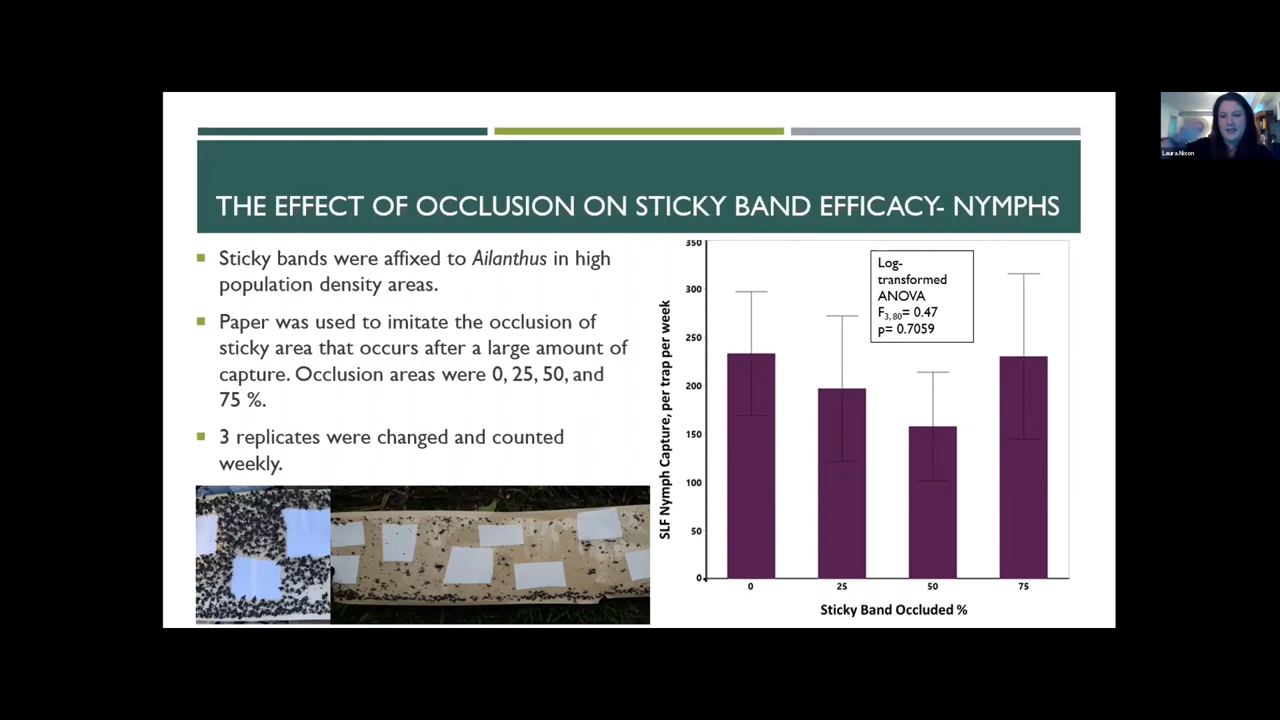 THE EFFECT OF OCCLUSION ON STICKY BAND EFFICACY- NYMPHS
Sticky bands were affixed to Ailanthus in high
population density areas.
Paper was used to imitate the occlusion of
sticky area that occurs after a large amount of
capture. Occlusion areas were 0, 25, 50, and
75 %.
3 replicates were changed and counted
weekly.
SLF Nymph Capture, per trap per week
350
300
250
200
150
100
50
0
Log-
transformed
ANOVA
F3, 80= 0.47
p= 0.7059
0 25 50 75
Sticky Band Occluded %
Laura.Nixon